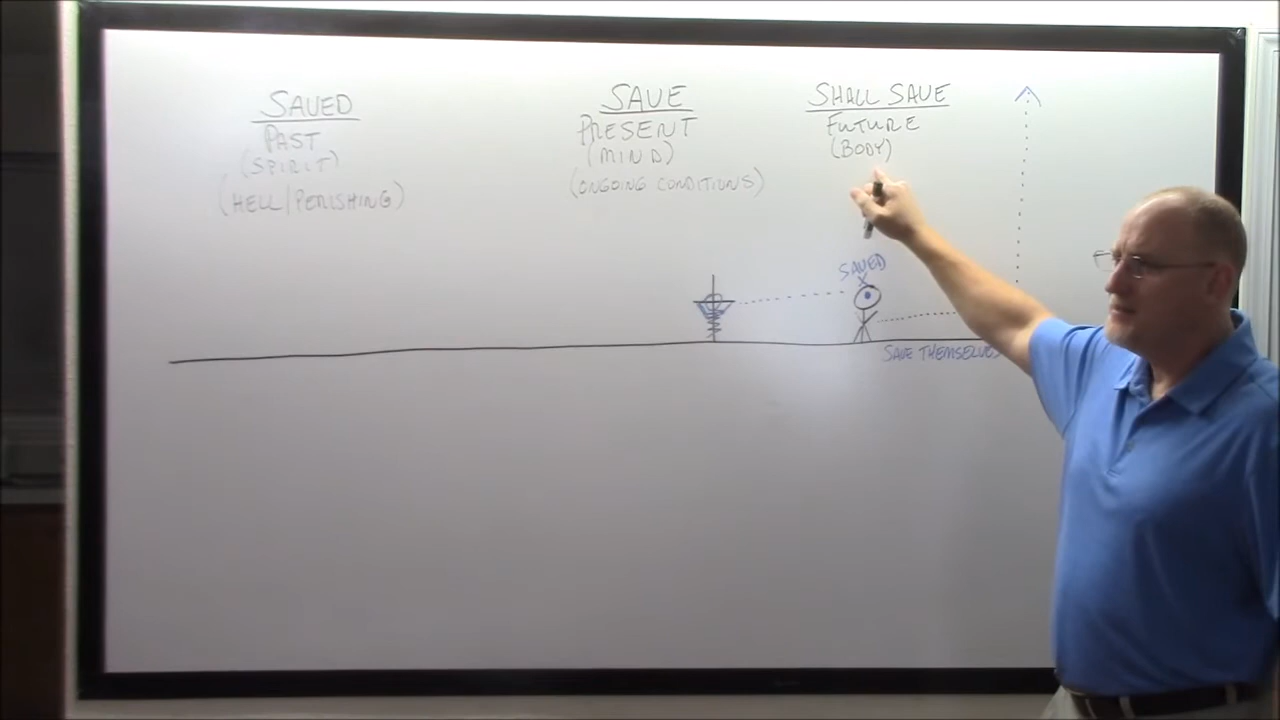 SAVED
PAST
(SPIRIT)
(HELL/PERISHING)
SAVE
PRESENT
(MIND)
(ONGOING CONDITIONS)
SHALL SAVE
FUTURE
(BODY)
SAVED
SAVE THEMSELVES